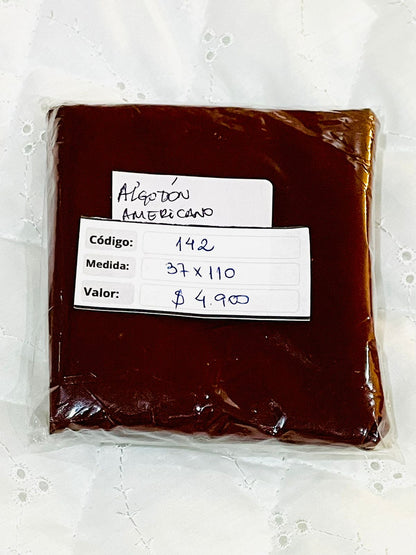 ALGODÓN
AMERICANO
Código: 142
Medida: 37 x 110
Valor: $ 4.900